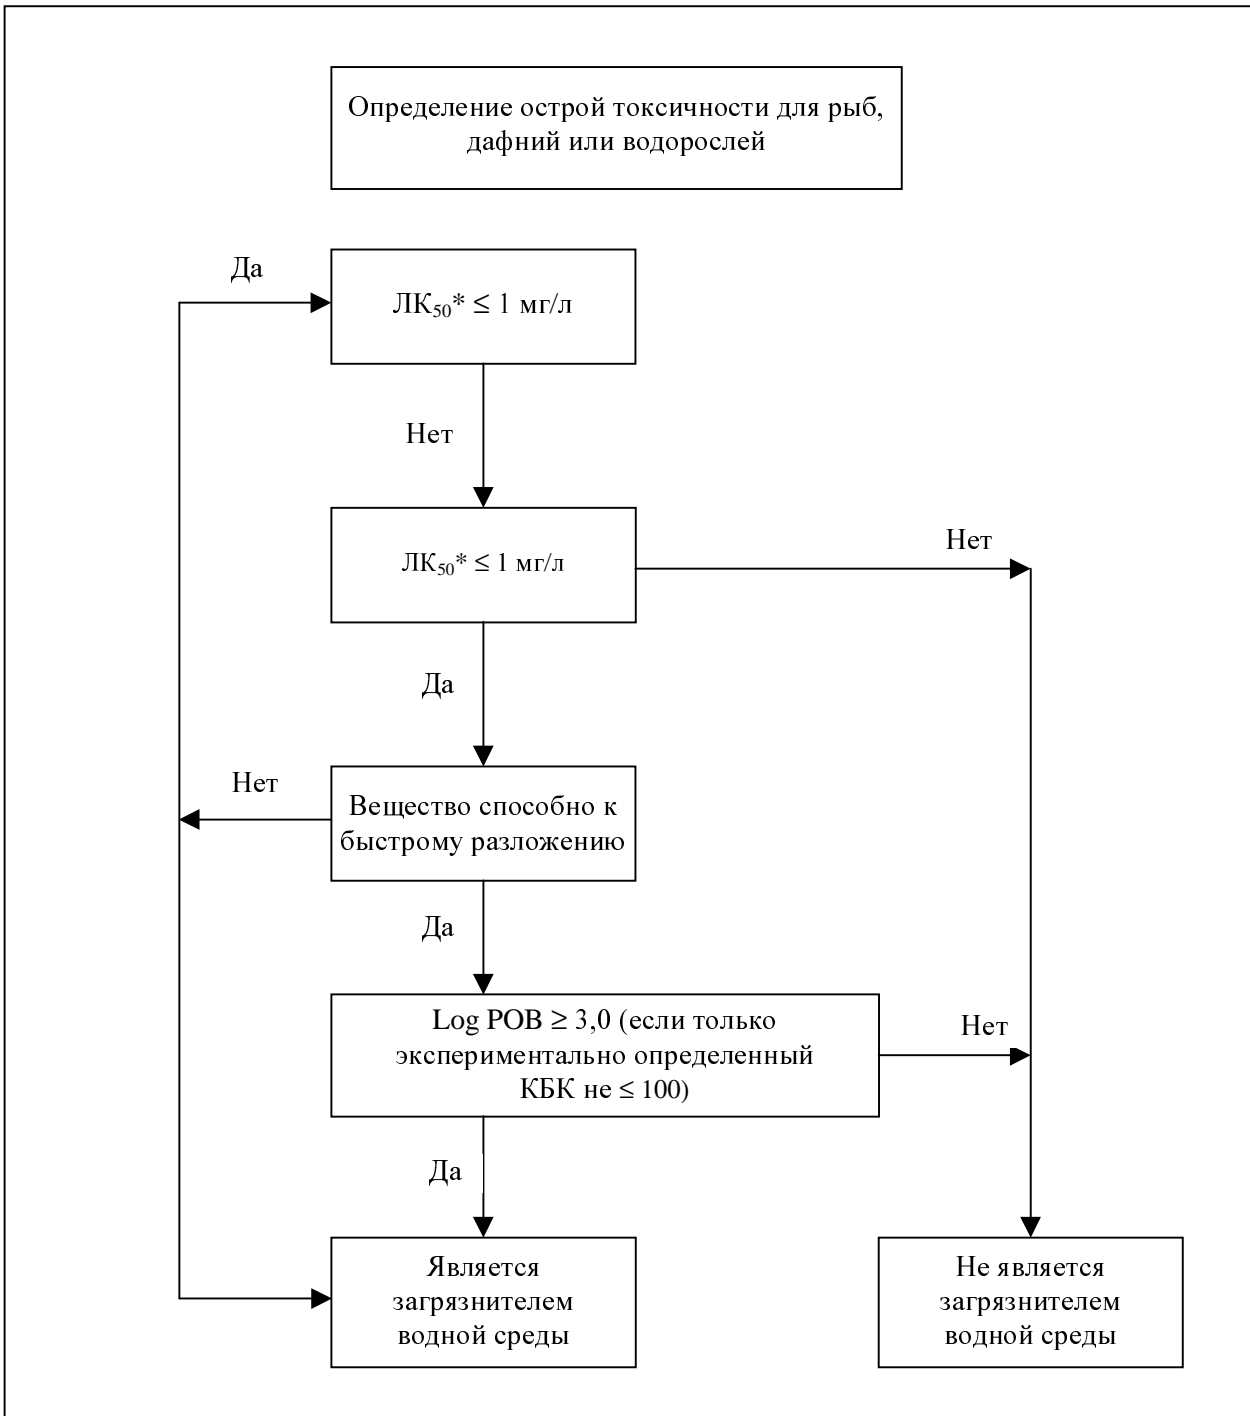 Определение острой токсичности для рыб,
дафний или водорослей
Да
ЛК₅₀* ≤ 1 мг/л
Нет
ЛК₅₀* ≤ 1 мг/л
Нет
Да
Нет
Вещество способно к
быстрому разложению
Да
Log POB ≥ 3,0 (если только
экспериментально определенный
КБК не ≤ 100)
Нет
Да
Является
загрязнителем
водной среды
Не является
загрязнителем
водной среды